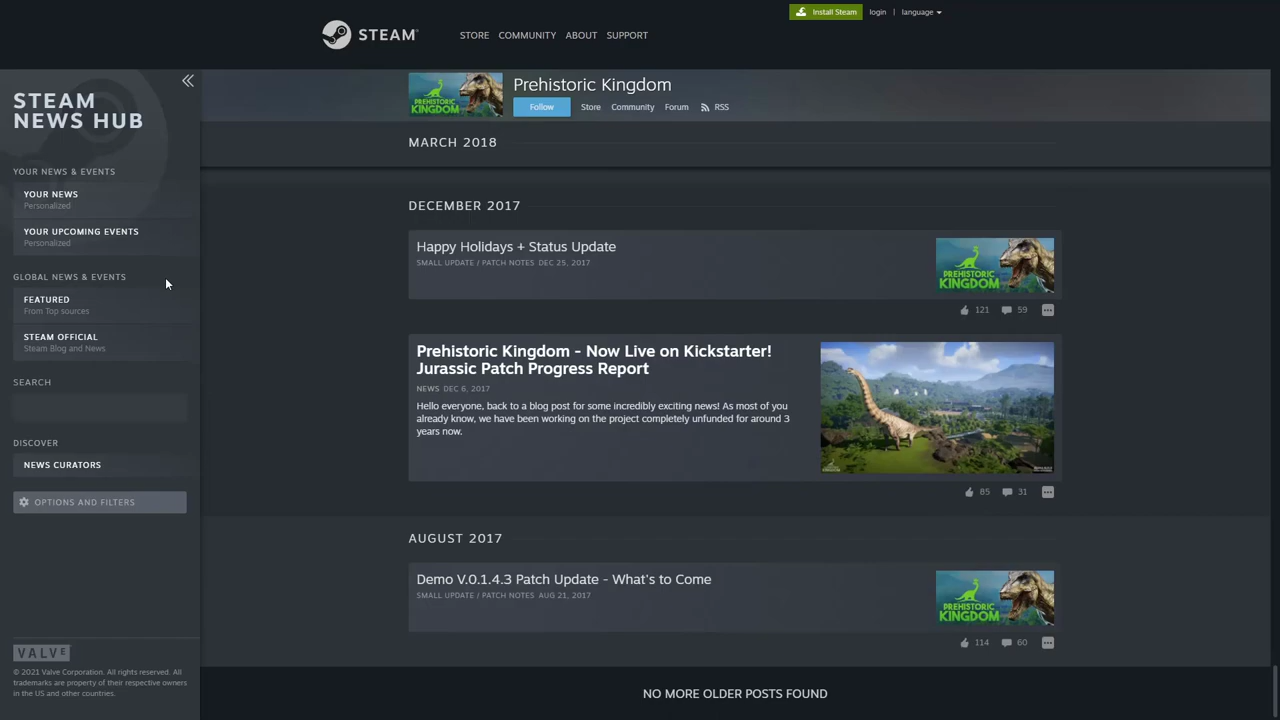 Install Steam
login | language
STEAM
STORE COMMUNITY ABOUT SUPPORT
STEAM
NEWS HUB
YOUR NEWS & EVENTS
YOUR NEWS
Personalized
YOUR UPCOMING EVENTS
Personalized
GLOBAL NEWS & EVENTS
FEATURED
From Top sources
STEAM OFFICIAL
Steam Blog and News
SEARCH
DISCOVER
NEWS CURATORS
OPTIONS AND FILTERS
VALVE
© 2021 Valve Corporation. All rights reserved. All
trademarks are property of their respective owners
in the US and other countries.
PREHISTORIC
KINGDOM
Prehistoric Kingdom
Follow Store Community Forum RSS
MARCH 2018
DECEMBER 2017
Happy Holidays + Status Update
SMALL UPDATE / PATCH NOTES DEC 25, 2017
PREHISTORIC
KINGDOM
121 59
Prehistoric Kingdom - Now Live on Kickstarter!
Jurassic Patch Progress Report
NEWS DEC 6, 2017
Hello everyone, back to a blog post for some incredibly exciting news! As most of you
already know, we have been working on the project completely unfunded for around 3
years now.
85 31
AUGUST 2017
Demo V.0.1.4.3 Patch Update - What's to Come
SMALL UPDATE / PATCH NOTES AUG 21, 2017
PREHISTORIC
KINGDOM
114 60
NO MORE OLDER POSTS FOUND